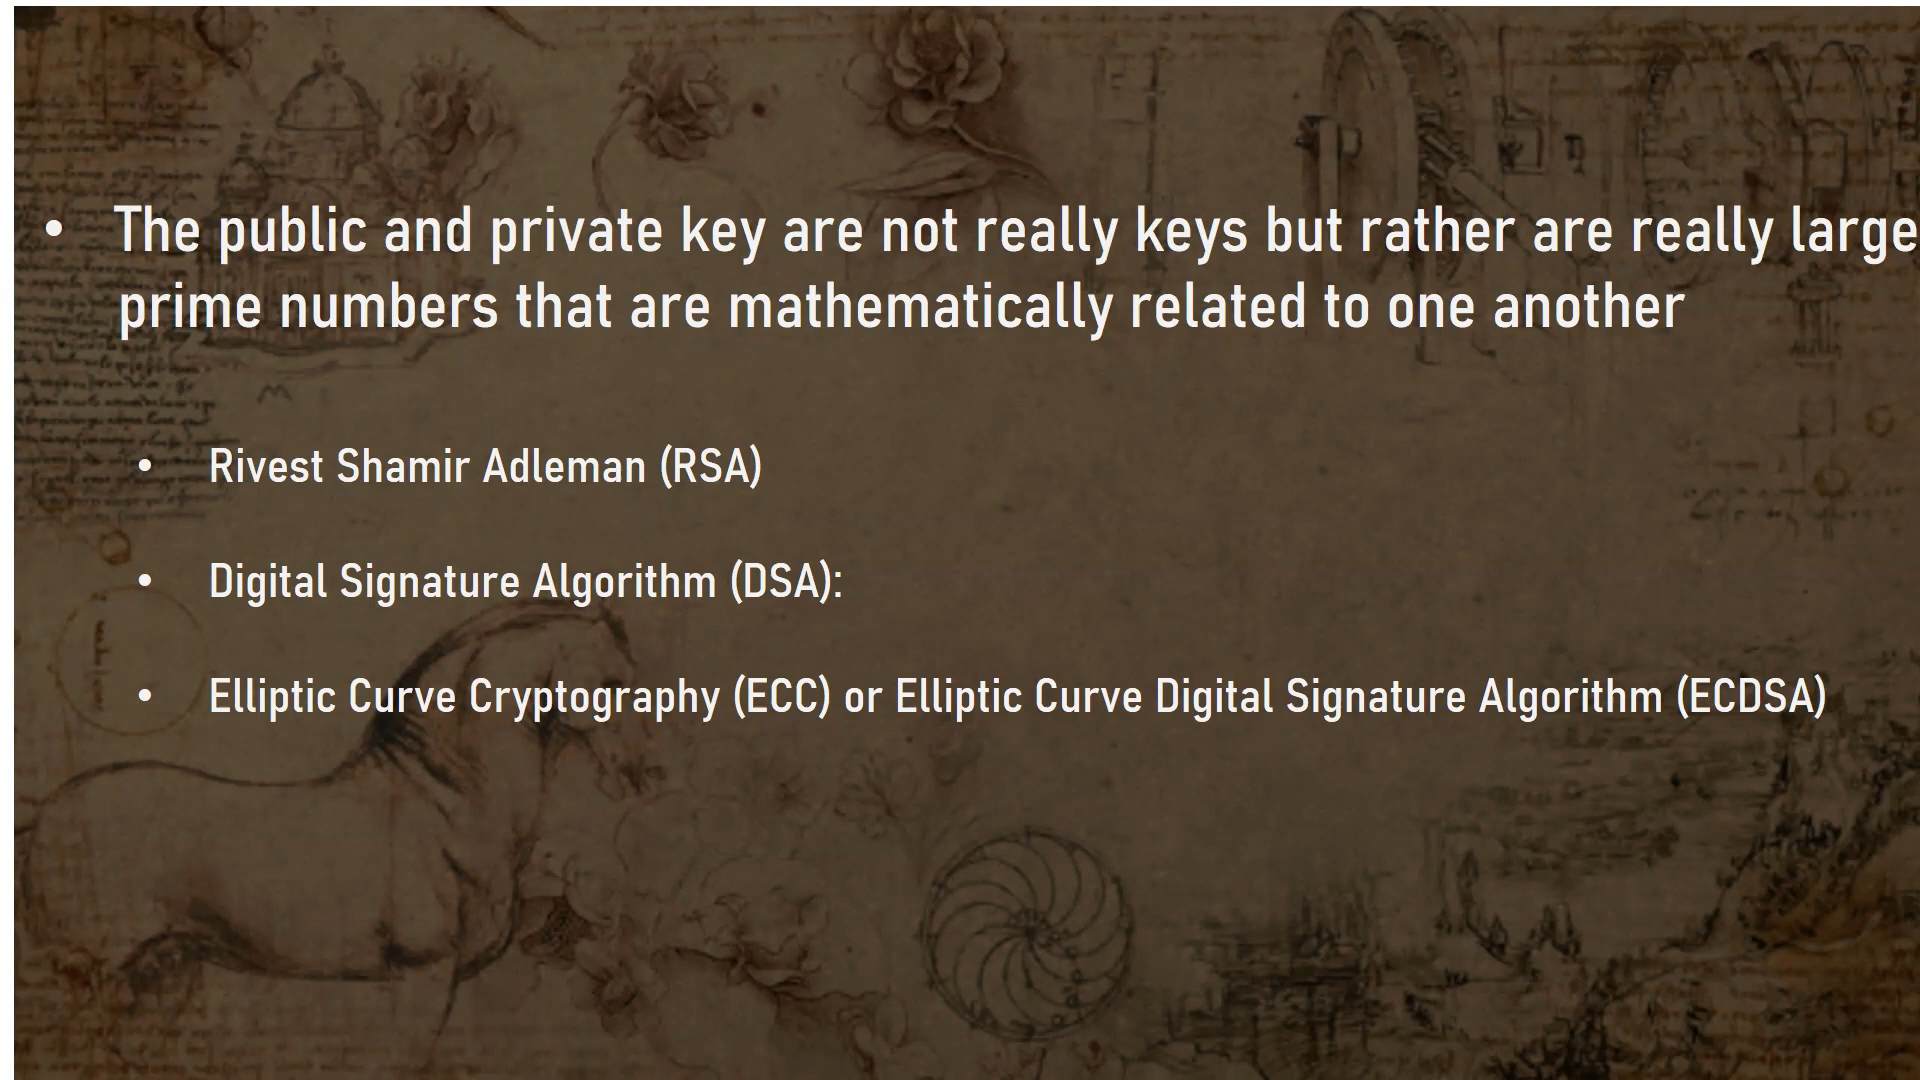 • The public and private key are not really keys but rather are really large
prime numbers that are mathematically related to one another
• Rivest Shamir Adleman (RSA)
• Digital Signature Algorithm (DSA):
• Elliptic Curve Cryptography (ECC) or Elliptic Curve Digital Signature Algorithm (ECDSA)